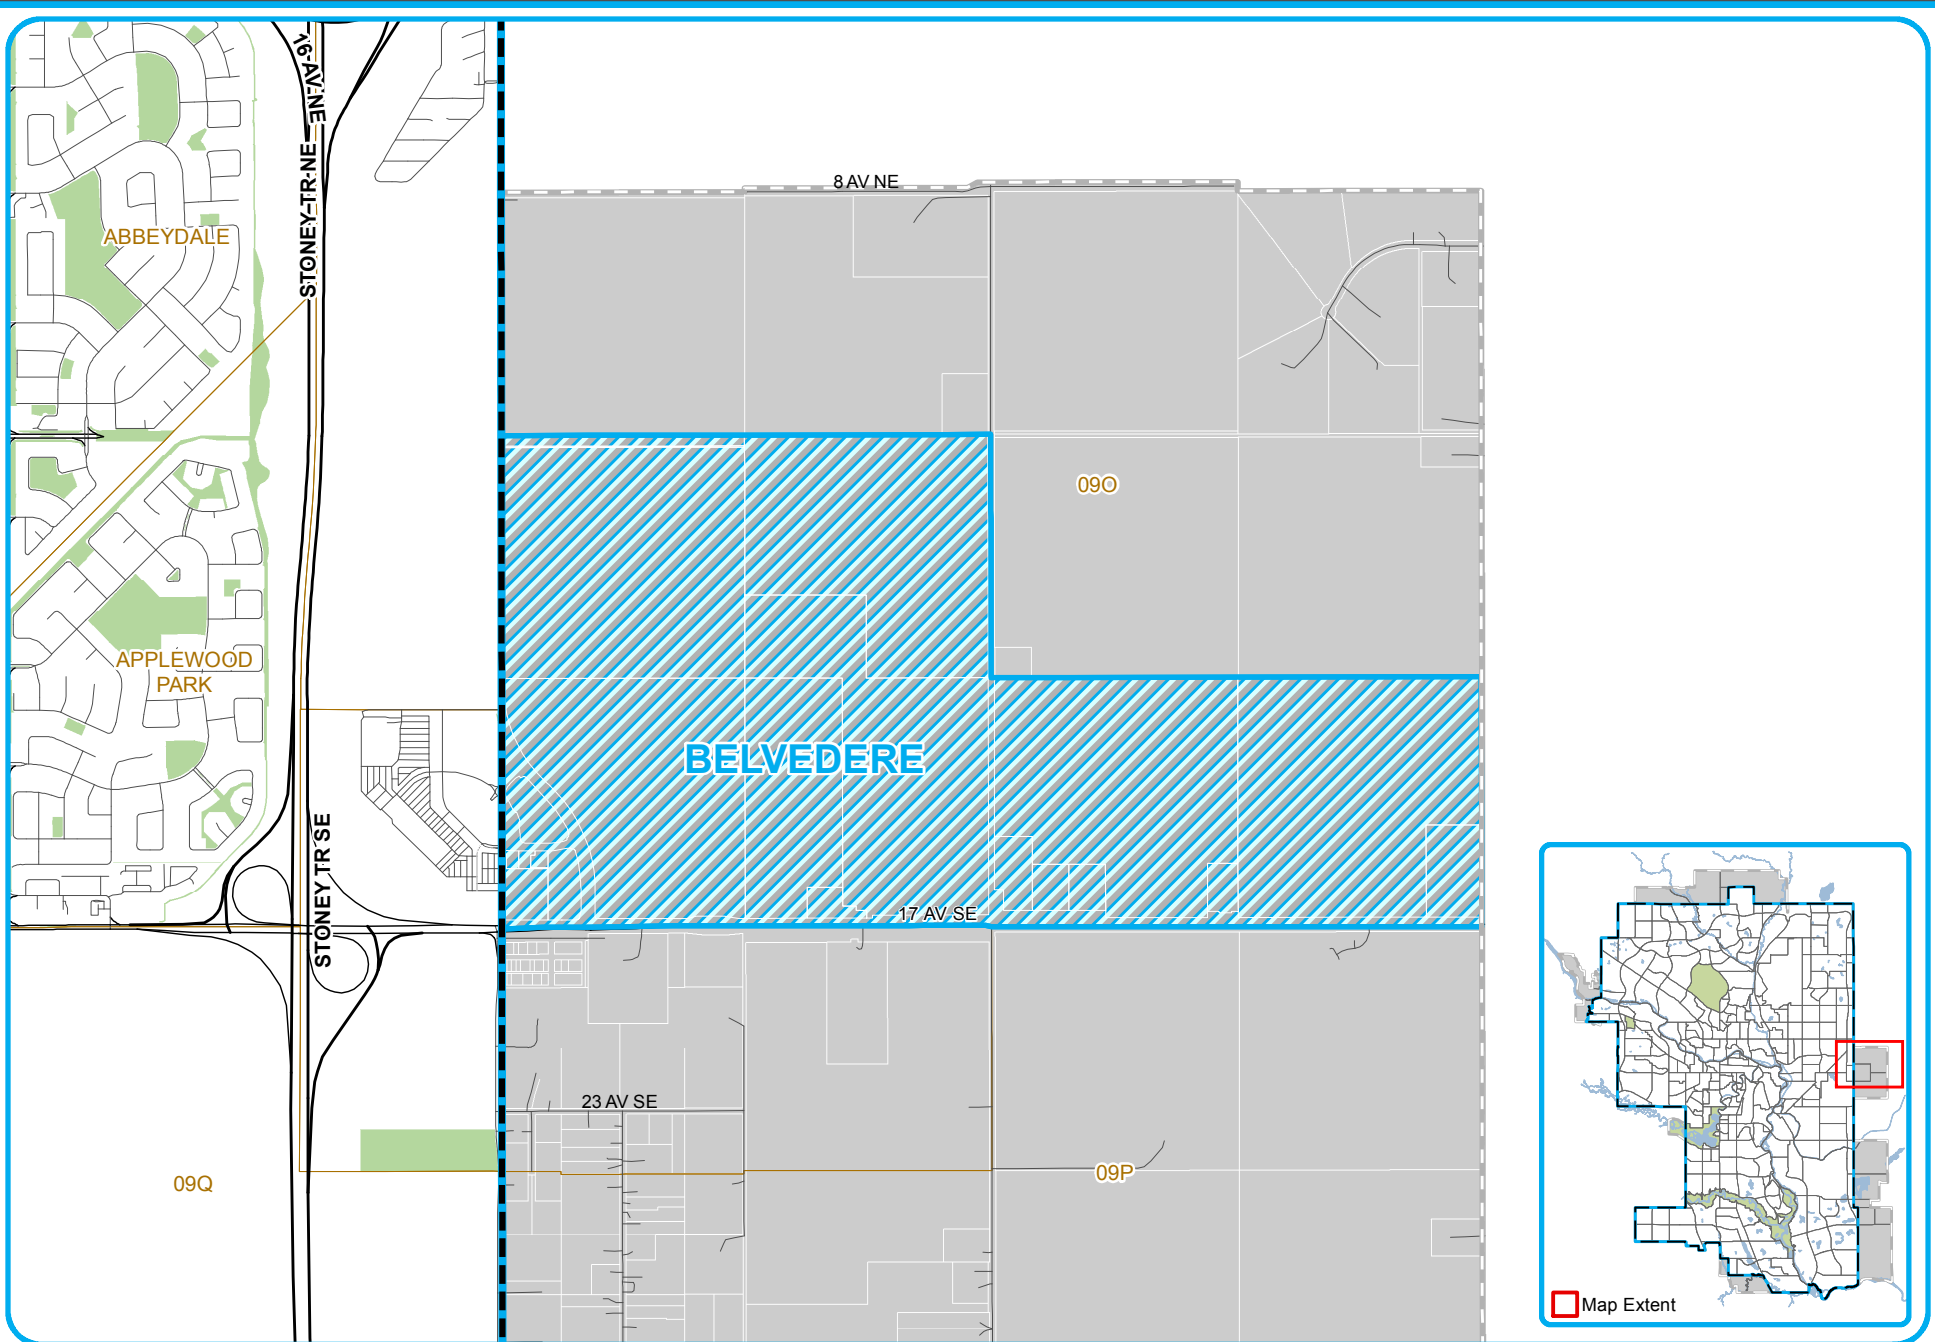 16 AV NE
8 AV NE
STONEY TR NE
ABBEYDALE
09O
APPLEWOOD
PARK
BELVEDERE
STONEY TR SE
17 AV SE
23 AV SE
09P
09Q
Map Extent